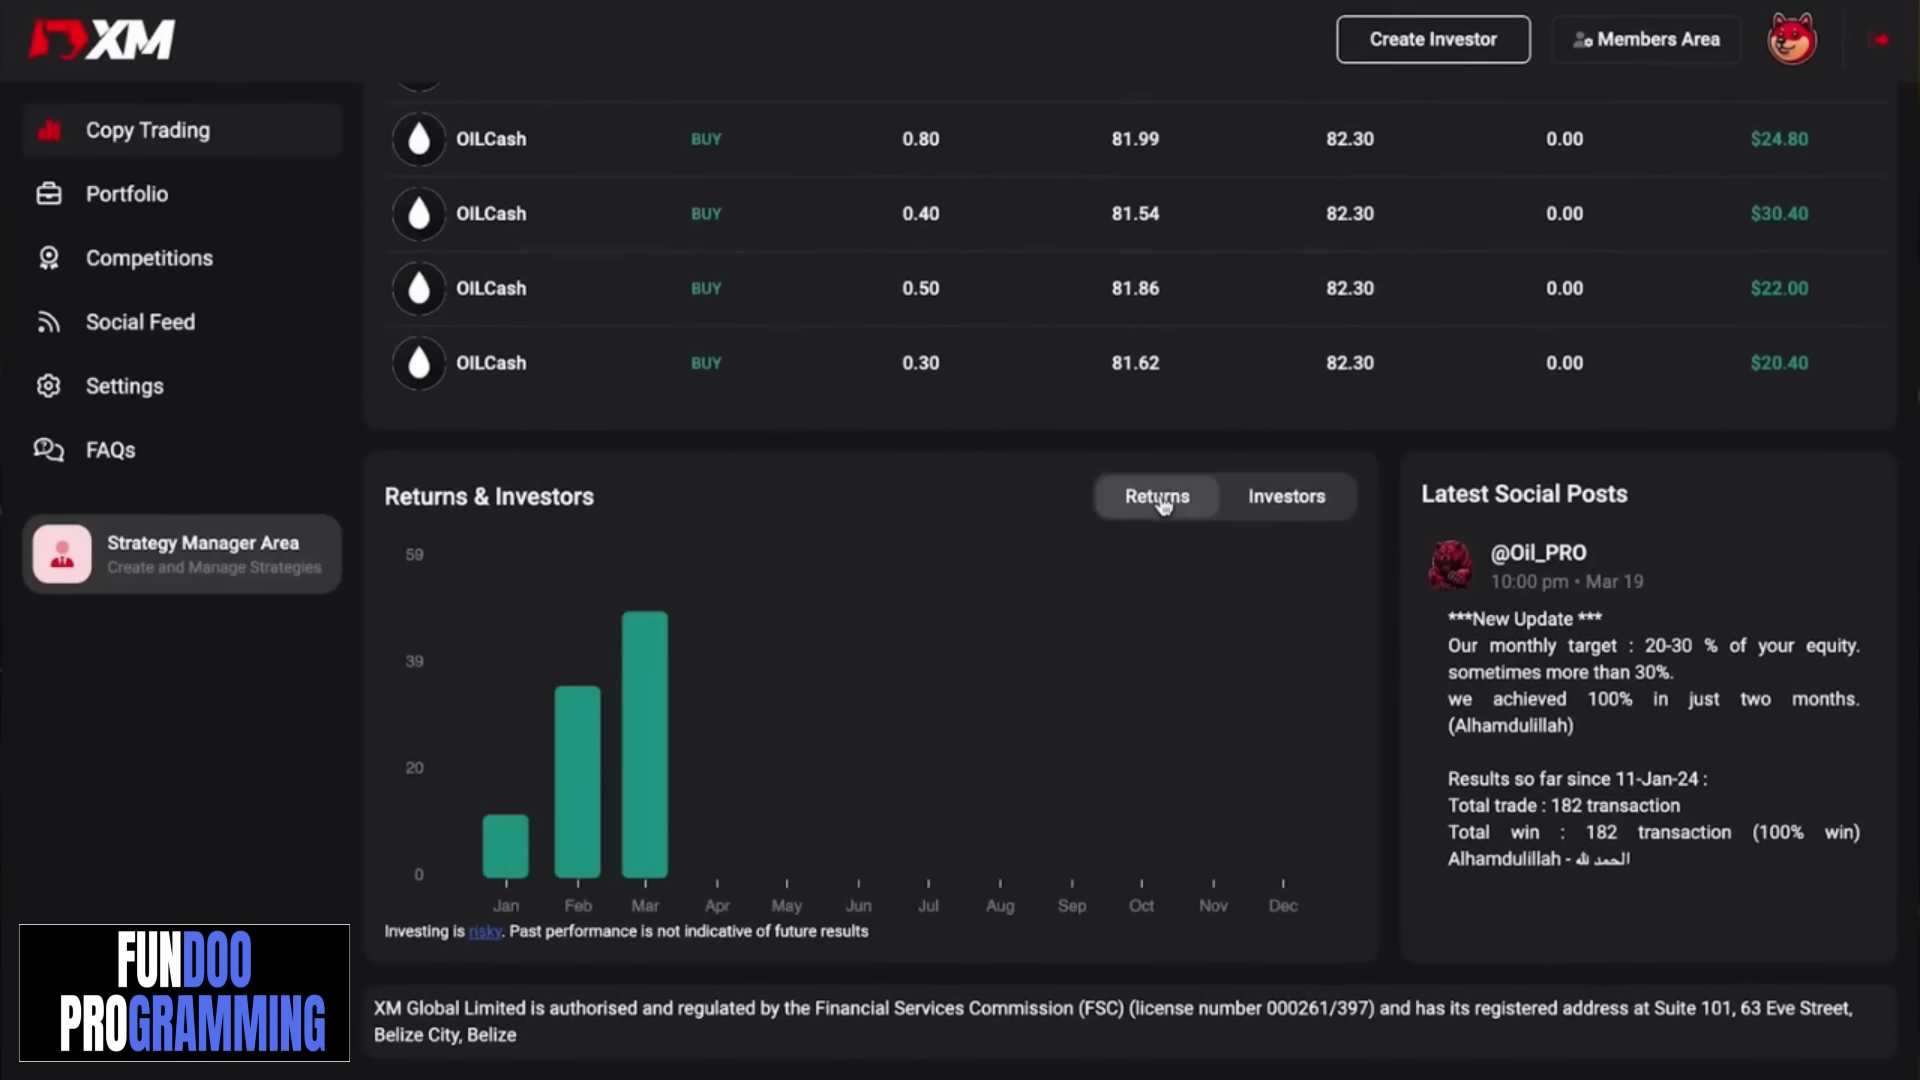 XM
Create Investor
Members Area
Copy Trading
Portfolio
Competitions
Social Feed
Settings
FAQs
Strategy Manager Area
Create and Manage Strategies
OILCash BUY 0.80 81.99 82.30 0.00 $24.80
OILCash BUY 0.40 81.54 82.30 0.00 $30.40
OILCash BUY 0.50 81.86 82.30 0.00 $22.00
OILCash BUY 0.30 81.62 82.30 0.00 $20.40
Returns & Investors
Returns Investors
59
39
20
0
Jan Feb Mar Apr May Jun Jul Aug Sep Oct Nov Dec
Investing is risky. Past performance is not indicative of future results
Latest Social Posts
@Oil_PRO
10:00 pm • Mar 19
***New Update ***
Our monthly target : 20-30 % of your equity.
sometimes more than 30%.
we achieved 100% in just two months.
(Alhamdulillah)
Results so far since 11-Jan-24 :
Total trade : 182 transaction
Total win : 182 transaction (100% win)
Alhamdulillah - الحمد لله
FUNDOO
PROGRAMMING
XM Global Limited is authorised and regulated by the Financial Services Commission (FSC) (license number 000261/397) and has its registered address at Suite 101, 63 Eve Street,
Belize City, Belize